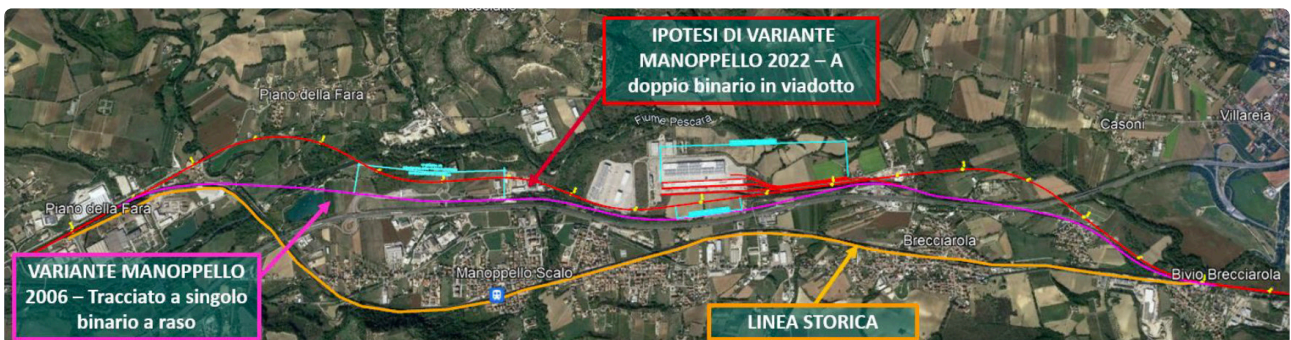 IPOTESI DI VARIANTE
MANOPPELLO 2022 – A
doppio binario in viadotto
Piano della Fara
Fiume Pescara
Casoni
Villareia
Piano della Fara
Brecciarola
VARIANTE MANOPPELLO
2006 – Tracciato a singolo
binario a raso
Manoppello Scalo
Bivio Brecciarola
LINEA STORICA